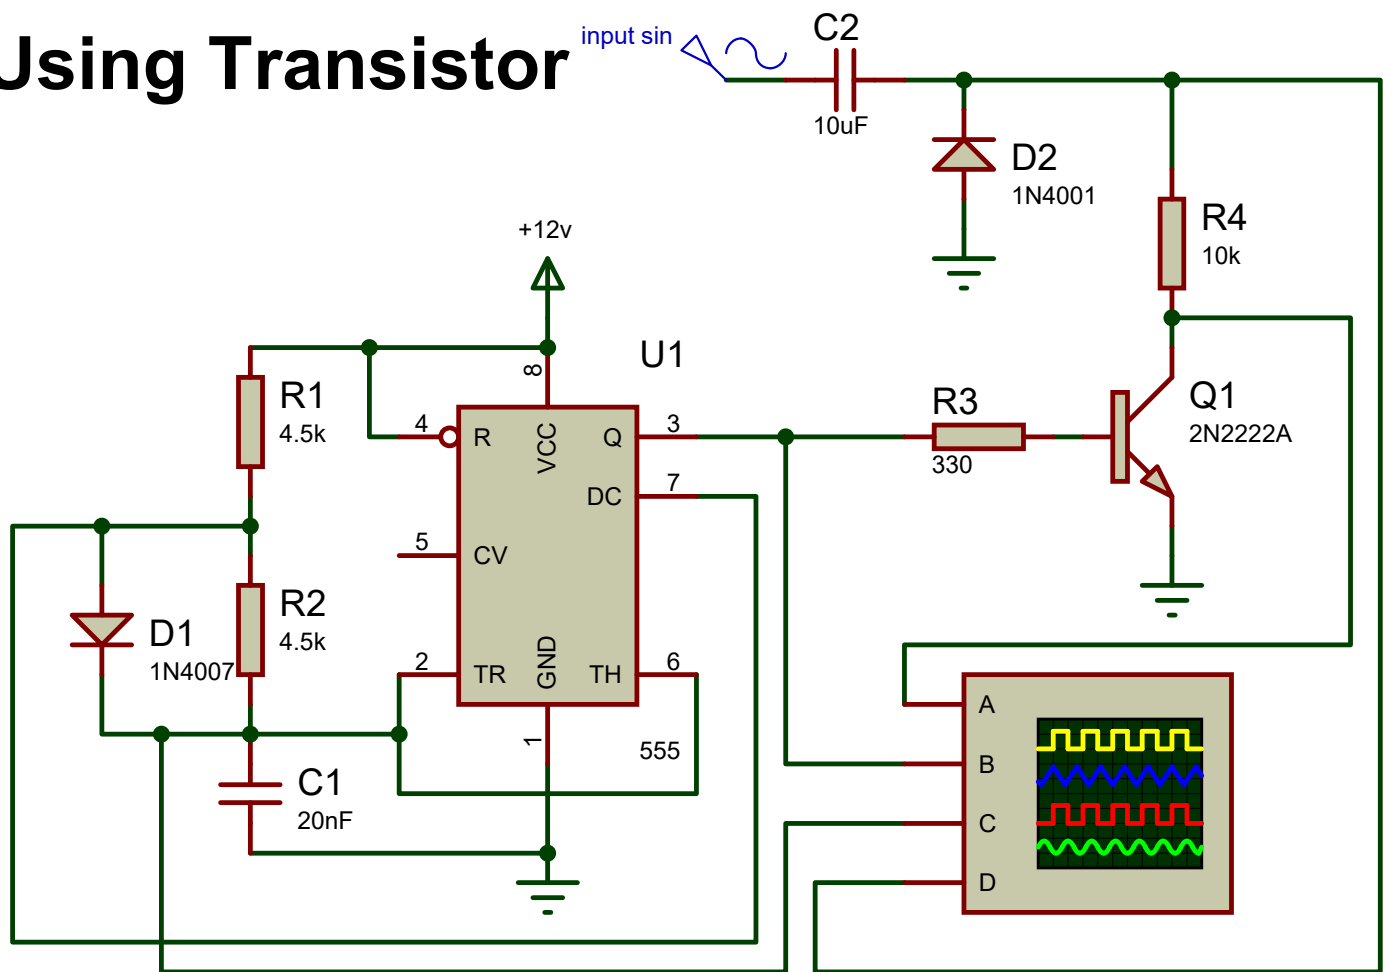 Using Transistor
input sin
C2
10uF
D2
1N4001
R4
10k
+12v
U1
R1
4.5k
8
4
R
VCC
Q
3
R3
330
Q1
2N2222A
DC
7
5
CV
R2
4.5k
D1
1N4007
2
TR
GND
TH
6
1
555
C1
20nF
A
B
C
D